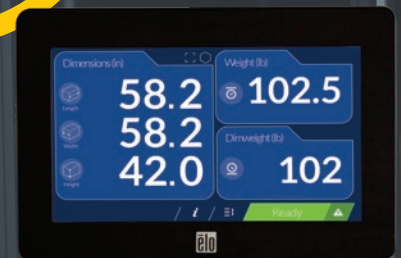 Dimensions (in)
Length
58.2
Width
58.2
Height
42.0
Weight (lb)
102.5
Dimweight (lb)
102
i
Ready
elo